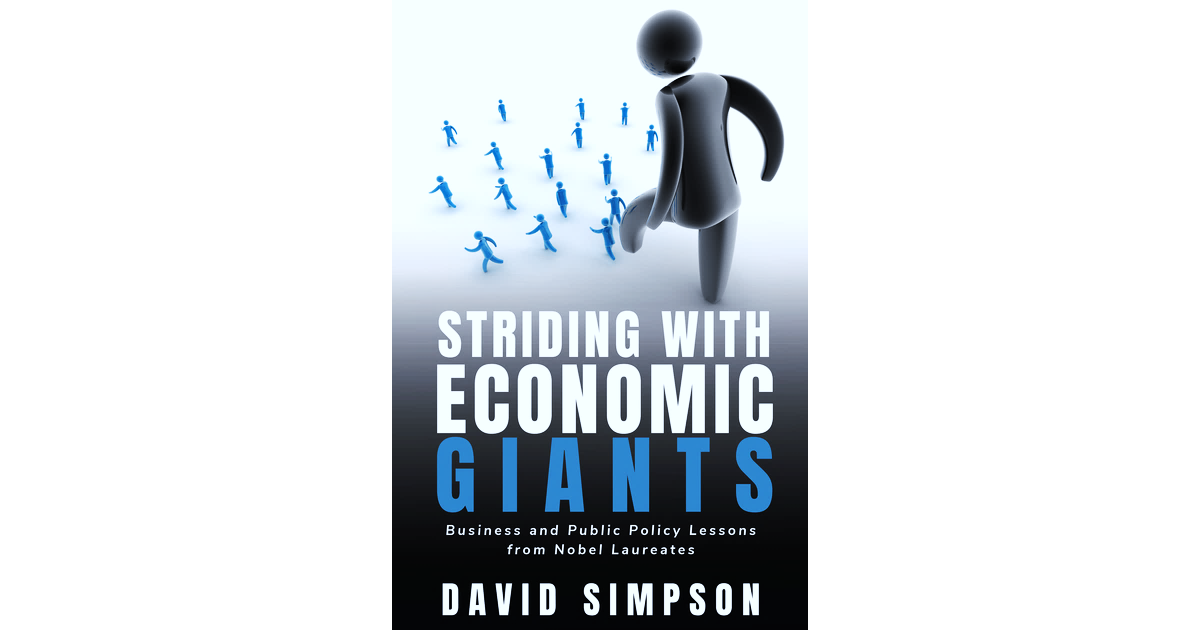 STRIDING WITH
ECONOMIC
GIANTS
Business and Public Policy Lessons
from Nobel Laureates
DAVID SIMPSON